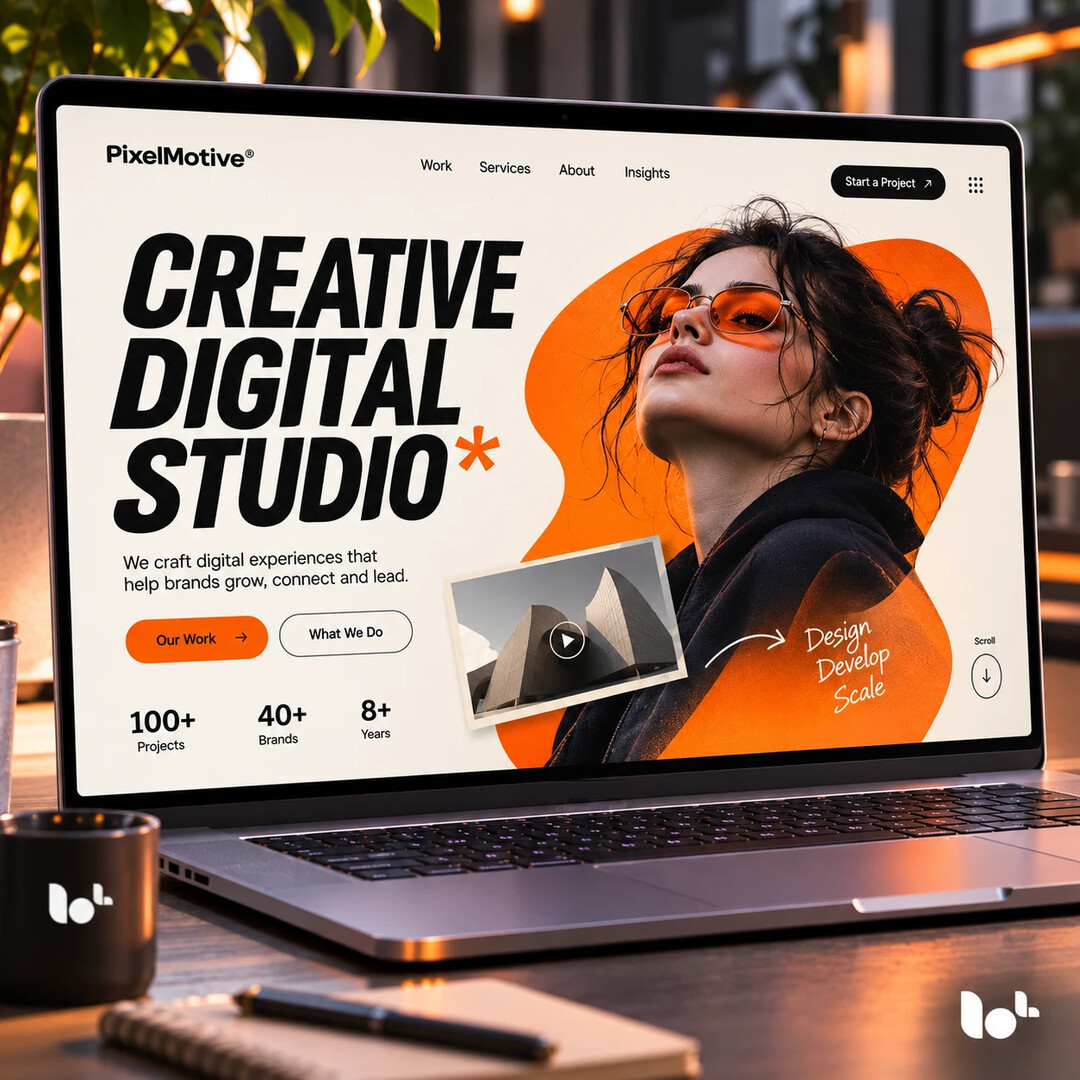 PixelMotive®
Work Services About Insights
Start a Project ↗
CREATIVE
DIGITAL
STUDIO*
We craft digital experiences that
help brands grow, connect and lead.
Our Work →
What We Do
100+ 40+ 8+
Projects Brands Years
Design
Develop
Scale
Scroll